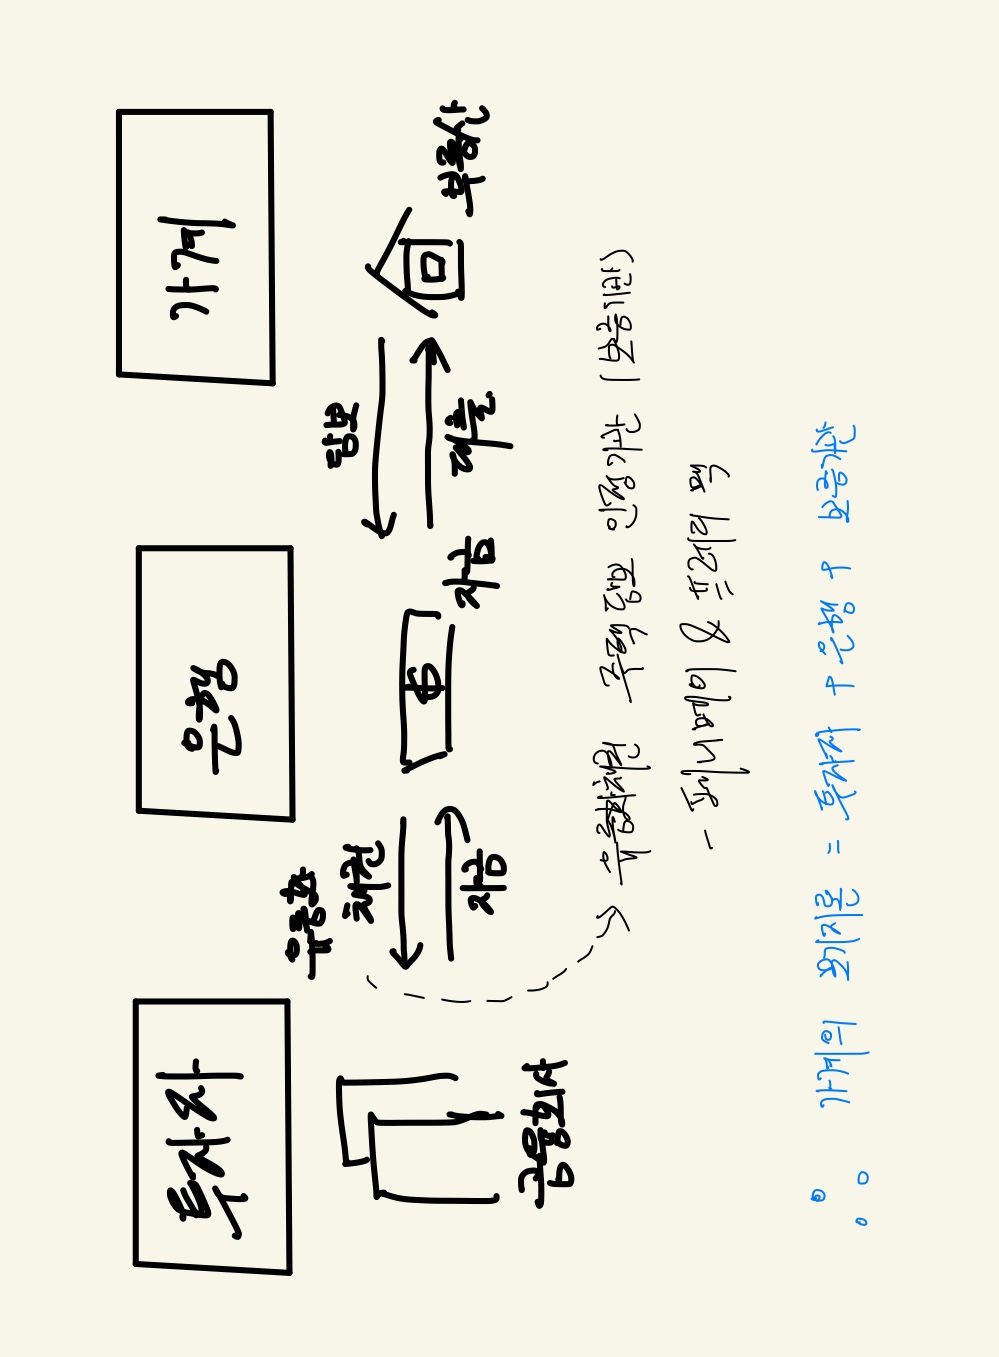 투자자
은행
가계
유동화
채권
자금
금융회사
자금
담보
대출
부동산
유동화채권 주택담보 인정기관 (보증기관)
- 패니메이 & 프레디 맥
∴ 가계의 모기지론 = 투자자 + 은행 + 보증기관